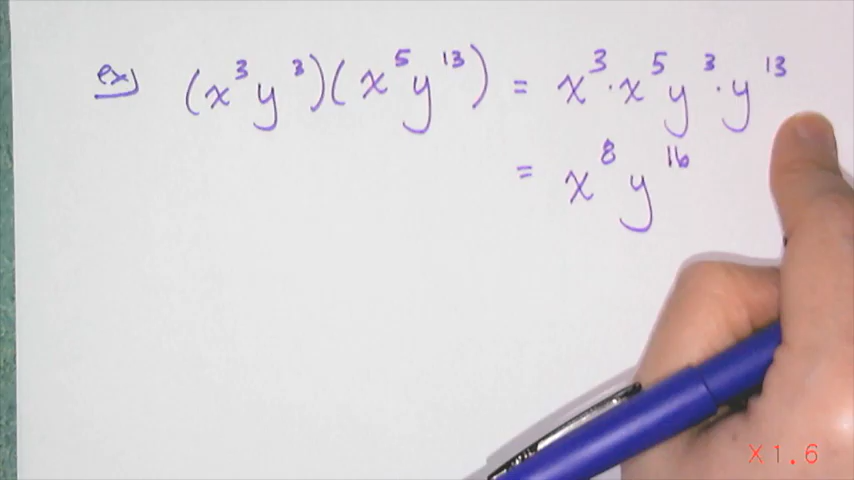 ex) (x³y³)(x⁵y¹³) = x³·x⁵y³·y¹³
= x⁸y¹⁶
X1.6